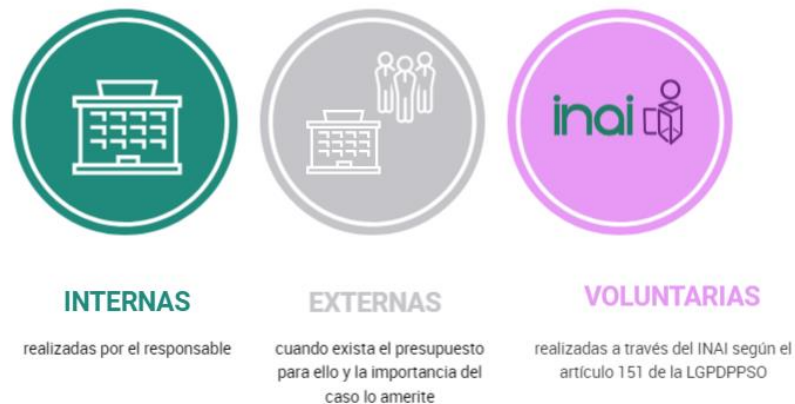 inai
INTERNAS
realizadas por el responsable
EXTERNAS
cuando exista el presupuesto
para ello y la importancia del
caso lo amerite
VOLUNTARIAS
realizadas a través del INAI según el
artículo 151 de la LGPDPPSO